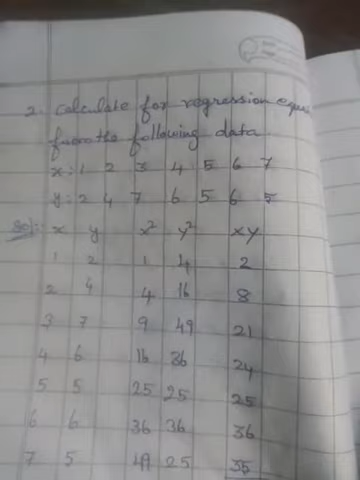 2. Calculate for regression equ
from the following data.
x: 1 2 3 4 5 6 7
y: 2 4 7 6 5 6 5
Sol: x y x² y² xy
1 2 1 4 2
2 4 4 16 8
3 7 9 49 21
4 6 16 36 24
5 5 25 25 25
6 6 36 36 36
7 5 49 25 35